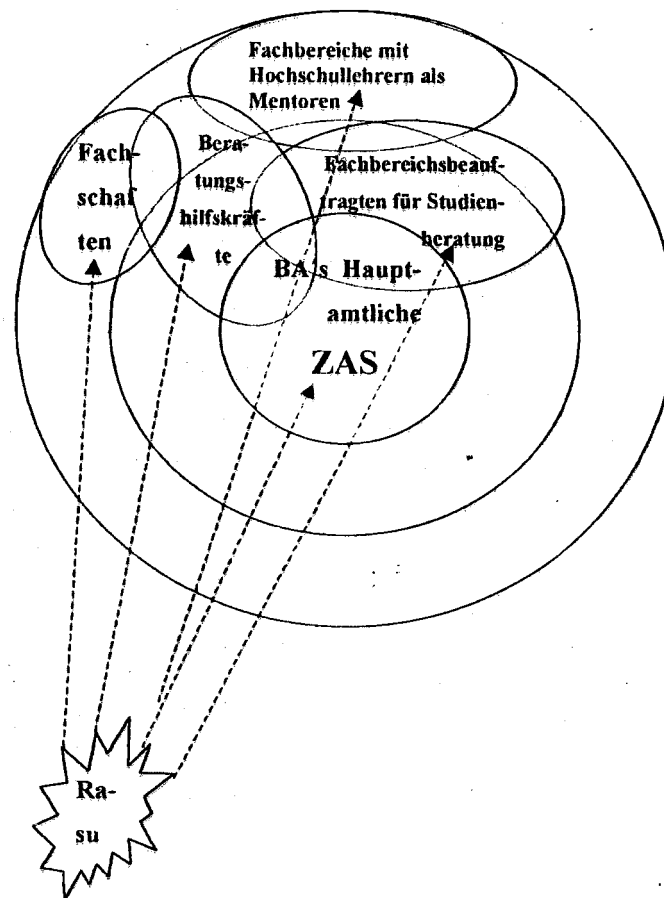 Fachbereiche mit
Hochschullehrern als
Mentoren
Fach-
schaf
ten
Bera-
tungs-
hilfskräf-
te
Fachbereichsbeauf-
tragten für Studien-
beratung
BA s Haupt-
amtliche
ZAS
Ra-
su